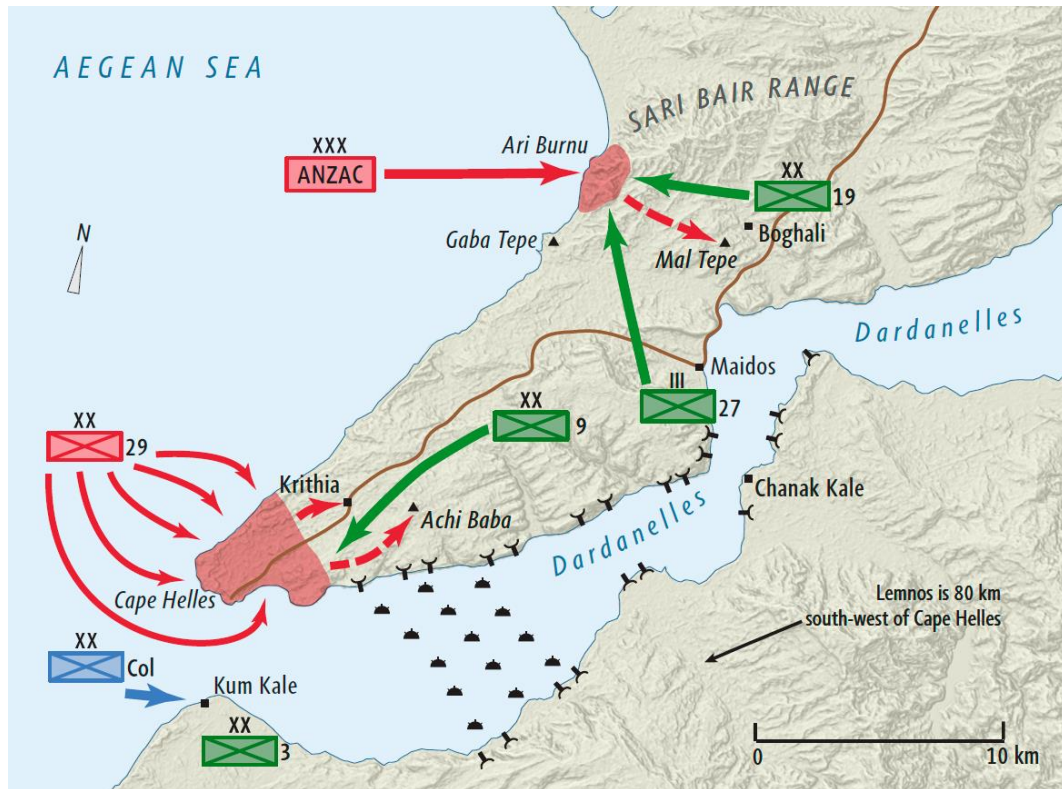 AEGEAN SEA
SARI BAIR RANGE
XXX
ANZAC
Ari Burnu
XX
19
N
Gaba Tepe
Boghali
Mal Tepe
Dardanelles
Maidos
III
27
XX
9
XX
29
Krithia
Achi Baba
Chanak Kale
Dardanelles
Cape Helles
Lemnos is 80 km
south-west of Cape Helles
XX
Col
Kum Kale
XX
3
0
10 km